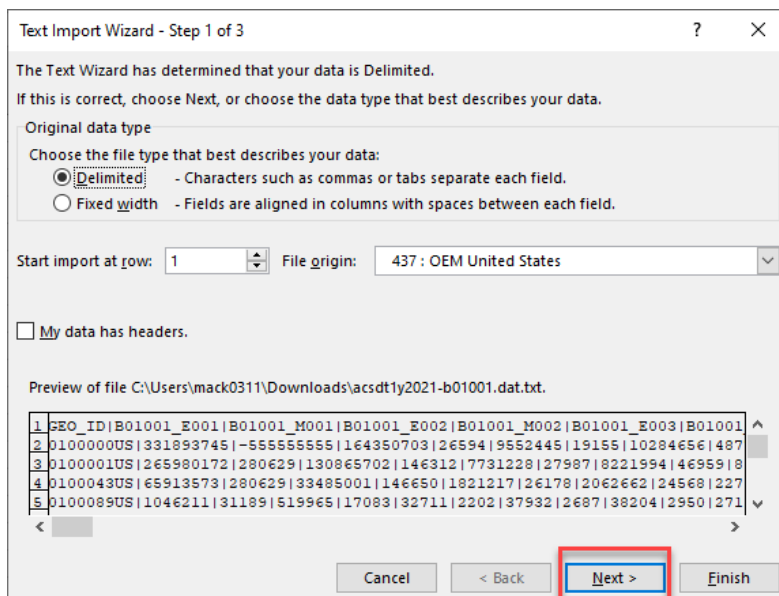 Text Import Wizard - Step 1 of 3 ? ×
The Text Wizard has determined that your data is Delimited.
If this is correct, choose Next, or choose the data type that best describes your data.
Original data type
Choose the file type that best describes your data:
Delimited - Characters such as commas or tabs separate each field.
Fixed width - Fields are aligned in columns with spaces between each field.
Start import at row: 1 File origin: 437 : OEM United States
My data has headers.
Preview of file C:\Users\mack0311\Downloads\acsdt1y2021-b01001.dat.txt.
1 GEO_ID|B01001_E001|B01001_M001|B01001_E002|B01001_M002|B01001_E003|B01001_
2 0100000US|331893745|-555555555|164350703|26594|9552445|19155|10284656|487
3 0100001US|265980172|280629|130865702|146312|7731228|27987|8221994|46959|8
4 0100043US|65913573|280629|33485001|146650|1821217|26178|2062662|24568|227
5 0100089US|1046211|31189|519965|17083|32711|2202|37932|2687|38204|2950|271
Cancel < Back Next > Finish